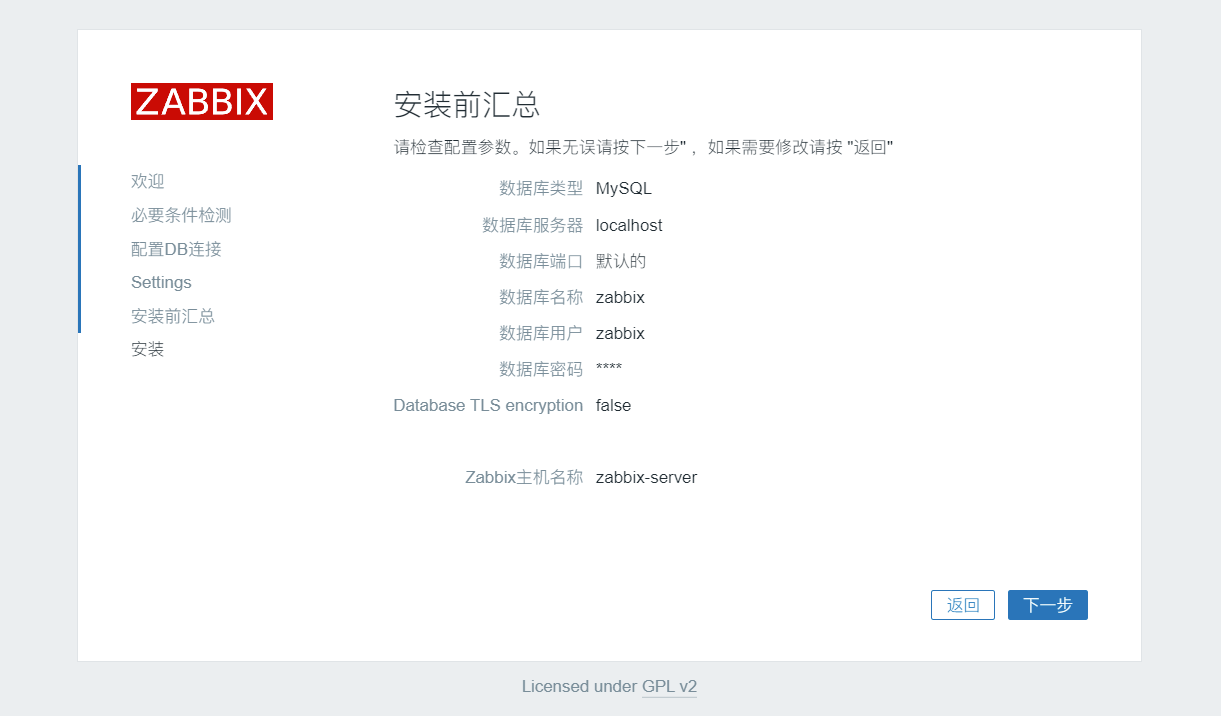 ZABBIX
欢迎
必要条件检测
配置DB连接
Settings
安装前汇总
安装
安装前汇总
请检查配置参数。如果无误请按下一步" ，如果需要修改请按 "返回"
数据库类型 MySQL
数据库服务器 localhost
数据库端口 默认的
数据库名称 zabbix
数据库用户 zabbix
数据库密码 ****
Database TLS encryption false
Zabbix主机名称 zabbix-server
返回 下一步
Licensed under GPL v2